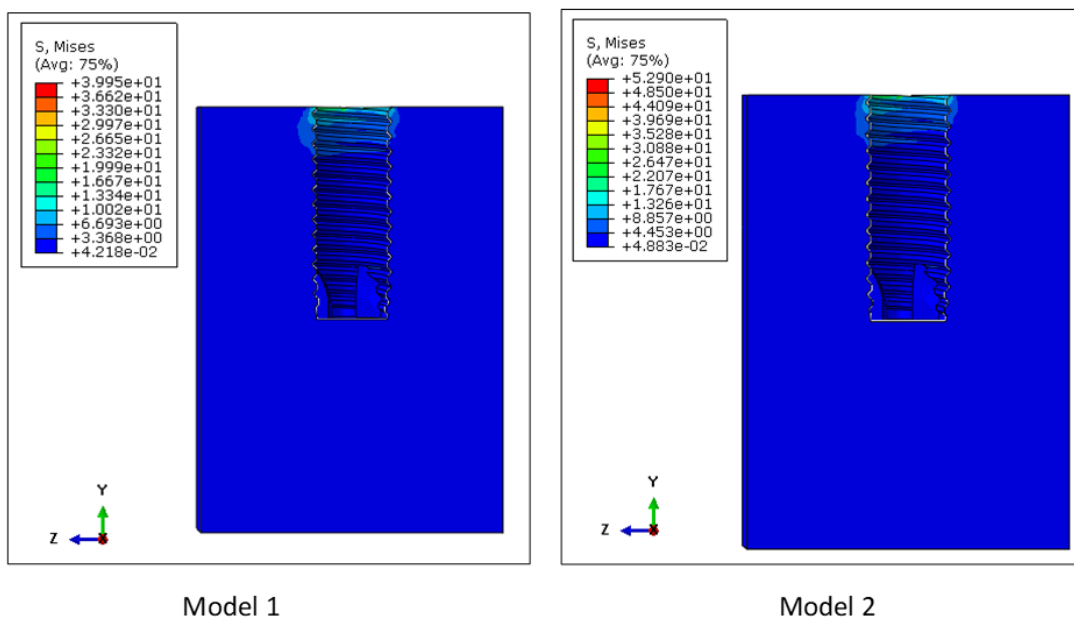 S, Mises
(Avg: 75%)
+3.995e+01
+3.662e+01
+3.330e+01
+2.997e+01
+2.665e+01
+2.332e+01
+1.999e+01
+1.667e+01
+1.334e+01
+1.002e+01
+6.693e+00
+3.368e+00
+4.218e-02
Y
Z
X
Model 1
S, Mises
(Avg: 75%)
+5.290e+01
+4.850e+01
+4.409e+01
+3.969e+01
+3.528e+01
+3.088e+01
+2.647e+01
+2.207e+01
+1.767e+01
+1.326e+01
+8.857e+00
+4.453e+00
+4.883e-02
Y
Z
X
Model 2